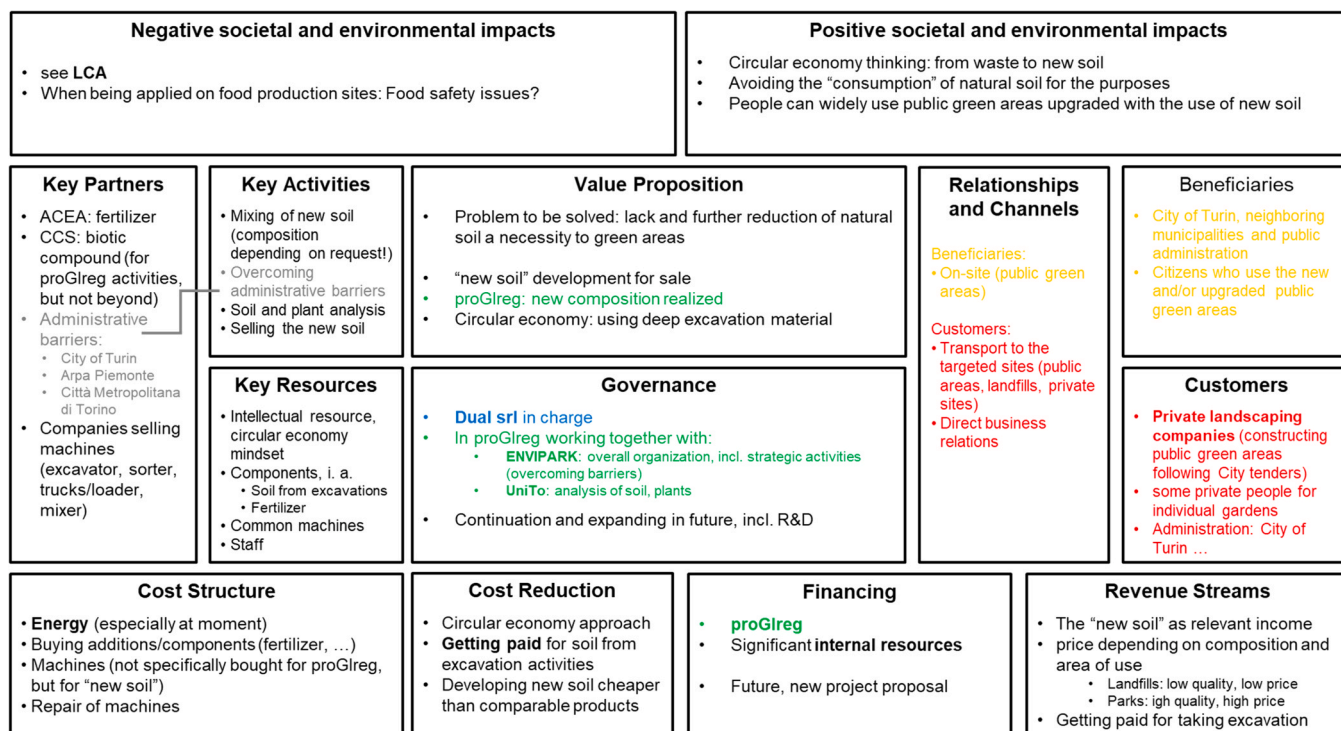 Negative societal and environmental impacts
• see LCA
• When being applied on food production sites: Food safety issues?
Positive societal and environmental impacts
• Circular economy thinking: from waste to new soil
• Avoiding the “consumption” of natural soil for the purposes
• People can widely use public green areas upgraded with the use of new soil
Key Partners
• ACEA: fertilizer
• CCS: biotic
compound (for
proGIreg activities,
but not beyond)
• Administrative
barriers:
• City of Turin
• Arpa Piemonte
• Città Metropolitana
di Torino
• Companies selling
machines
(excavator, sorter,
trucks/loader,
mixer)
Key Activities
• Mixing of new soil
(composition
depending on request!)
• Overcoming
administrative barriers
• Soil and plant analysis
• Selling the new soil
Key Resources
• Intellectual resource,
circular economy
mindset
• Components, i. a.
• Soil from excavations
• Fertilizer
• Common machines
• Staff
Value Proposition
• Problem to be solved: lack and further reduction of natural
soil a necessity to green areas
• “new soil” development for sale
• proGIreg: new composition realized
• Circular economy: using deep excavation material
Governance
• Dual srl in charge
• In proGIreg working together with:
• ENVIPARK: overall organization, incl. strategic activities
(overcoming barriers)
• UniTo: analysis of soil, plants
• Continuation and expanding in future, incl. R&D
Relationships
and Channels
Beneficiaries:
• On-site (public green
areas)
Customers:
• Transport to the
targeted sites (public
areas, landfills, private
sites)
• Direct business
relations
Beneficiaries
• City of Turin, neighboring
municipalities and public
administration
• Citizens who use the new
and/or upgraded public
green areas
Customers
• Private landscaping
companies (constructing
public green areas
following City tenders)
• some private people for
individual gardens
• Administration: City of
Turin …
Cost Structure
• Energy (especially at moment)
• Buying additions/components (fertilizer, …)
• Machines (not specifically bought for proGIreg,
but for “new soil”)
• Repair of machines
Cost Reduction
• Circular economy approach
• Getting paid for soil from
excavation activities
• Developing new soil cheaper
than comparable products
Financing
• proGIreg
• Significant internal resources
• Future, new project proposal
Revenue Streams
• The “new soil” as relevant income
• price depending on composition and
area of use
• Landfills: low quality, low price
• Parks: igh quality, high price
• Getting paid for taking excavation